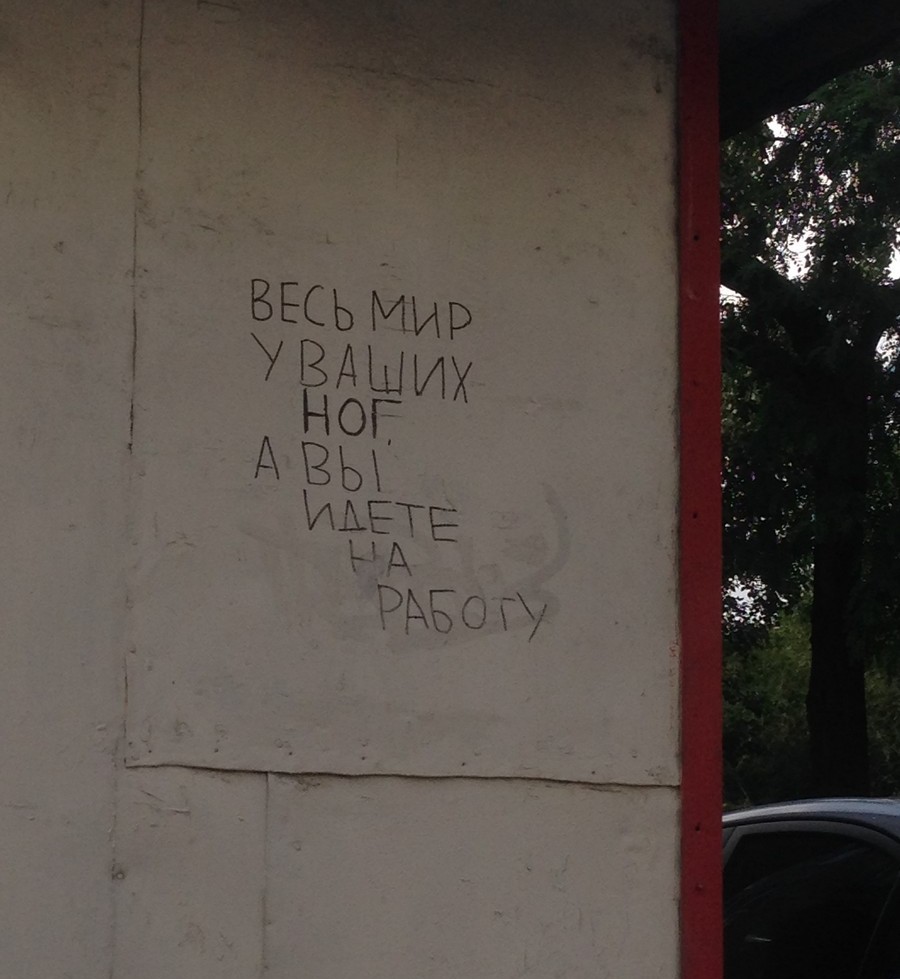 ВЕСЬ МИР
У ВАШИХ
НОГ,
А ВЫ
ИДЕТЕ
НА
РАБОТУ